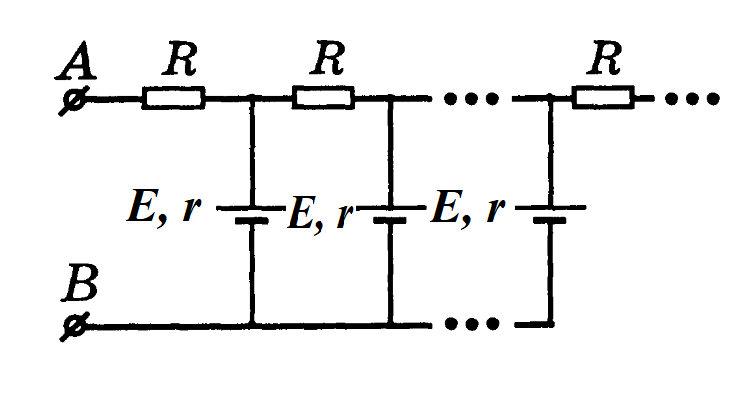 A R R R
E, r E, r E, r
B